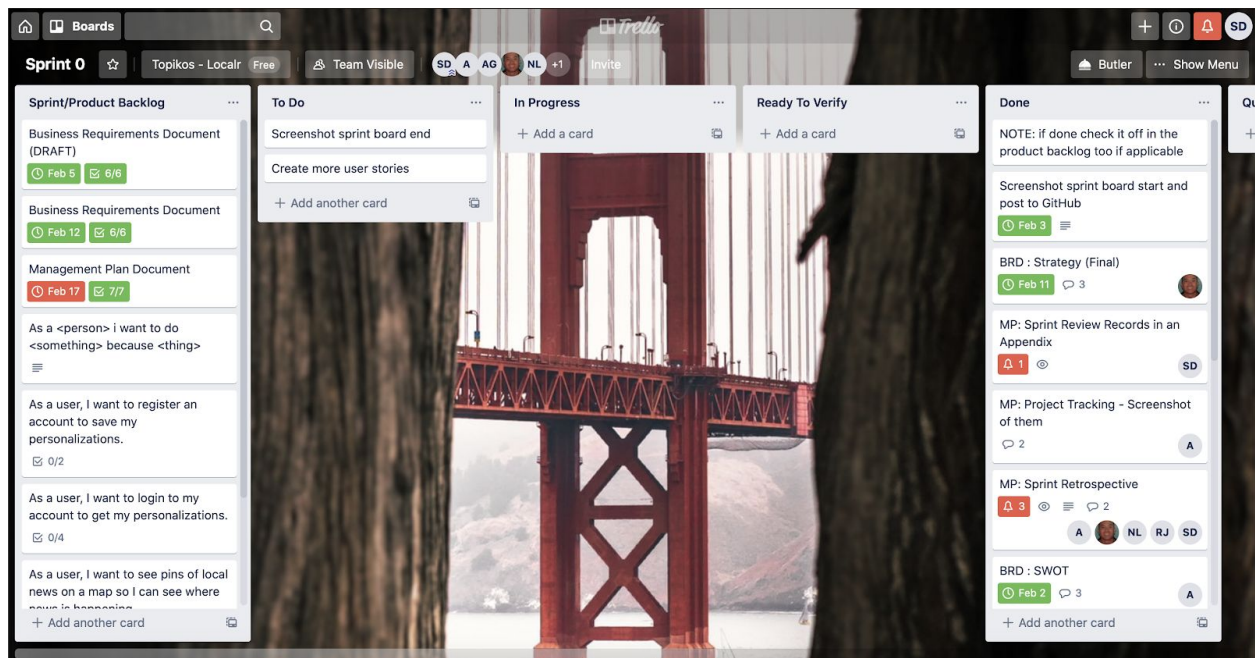 Boards
Trello
SD
Sprint 0
Topikos - Localr Free
Team Visible
SD A AG NL +1
Invite
Butler
... Show Menu
Sprint/Product Backlog ...
Business Requirements Document
(DRAFT)
Feb 5 6/6
Business Requirements Document
Feb 12 6/6
Management Plan Document
Feb 17 7/7
As a <person> i want to do
<something> because <thing>
As a user, I want to register an
account to save my
personalizations.
0/2
As a user, I want to login to my
account to get my personalizations.
0/4
As a user, I want to see pins of local
news on a map so I can see where
news is happening
+ Add another card
To Do ...
Screenshot sprint board end
Create more user stories
+ Add another card
In Progress ...
+ Add a card
Ready To Verify ...
+ Add a card
Done ...
NOTE: if done check it off in the
product backlog too if applicable
Screenshot sprint board start and
post to GitHub
Feb 3
BRD : Strategy (Final)
Feb 11 3
MP: Sprint Review Records in an
Appendix
1
SD
MP: Project Tracking - Screenshot
of them
2
A
MP: Sprint Retrospective
3 2
A NL RJ SD
BRD : SWOT
Feb 2 3
A
+ Add another card